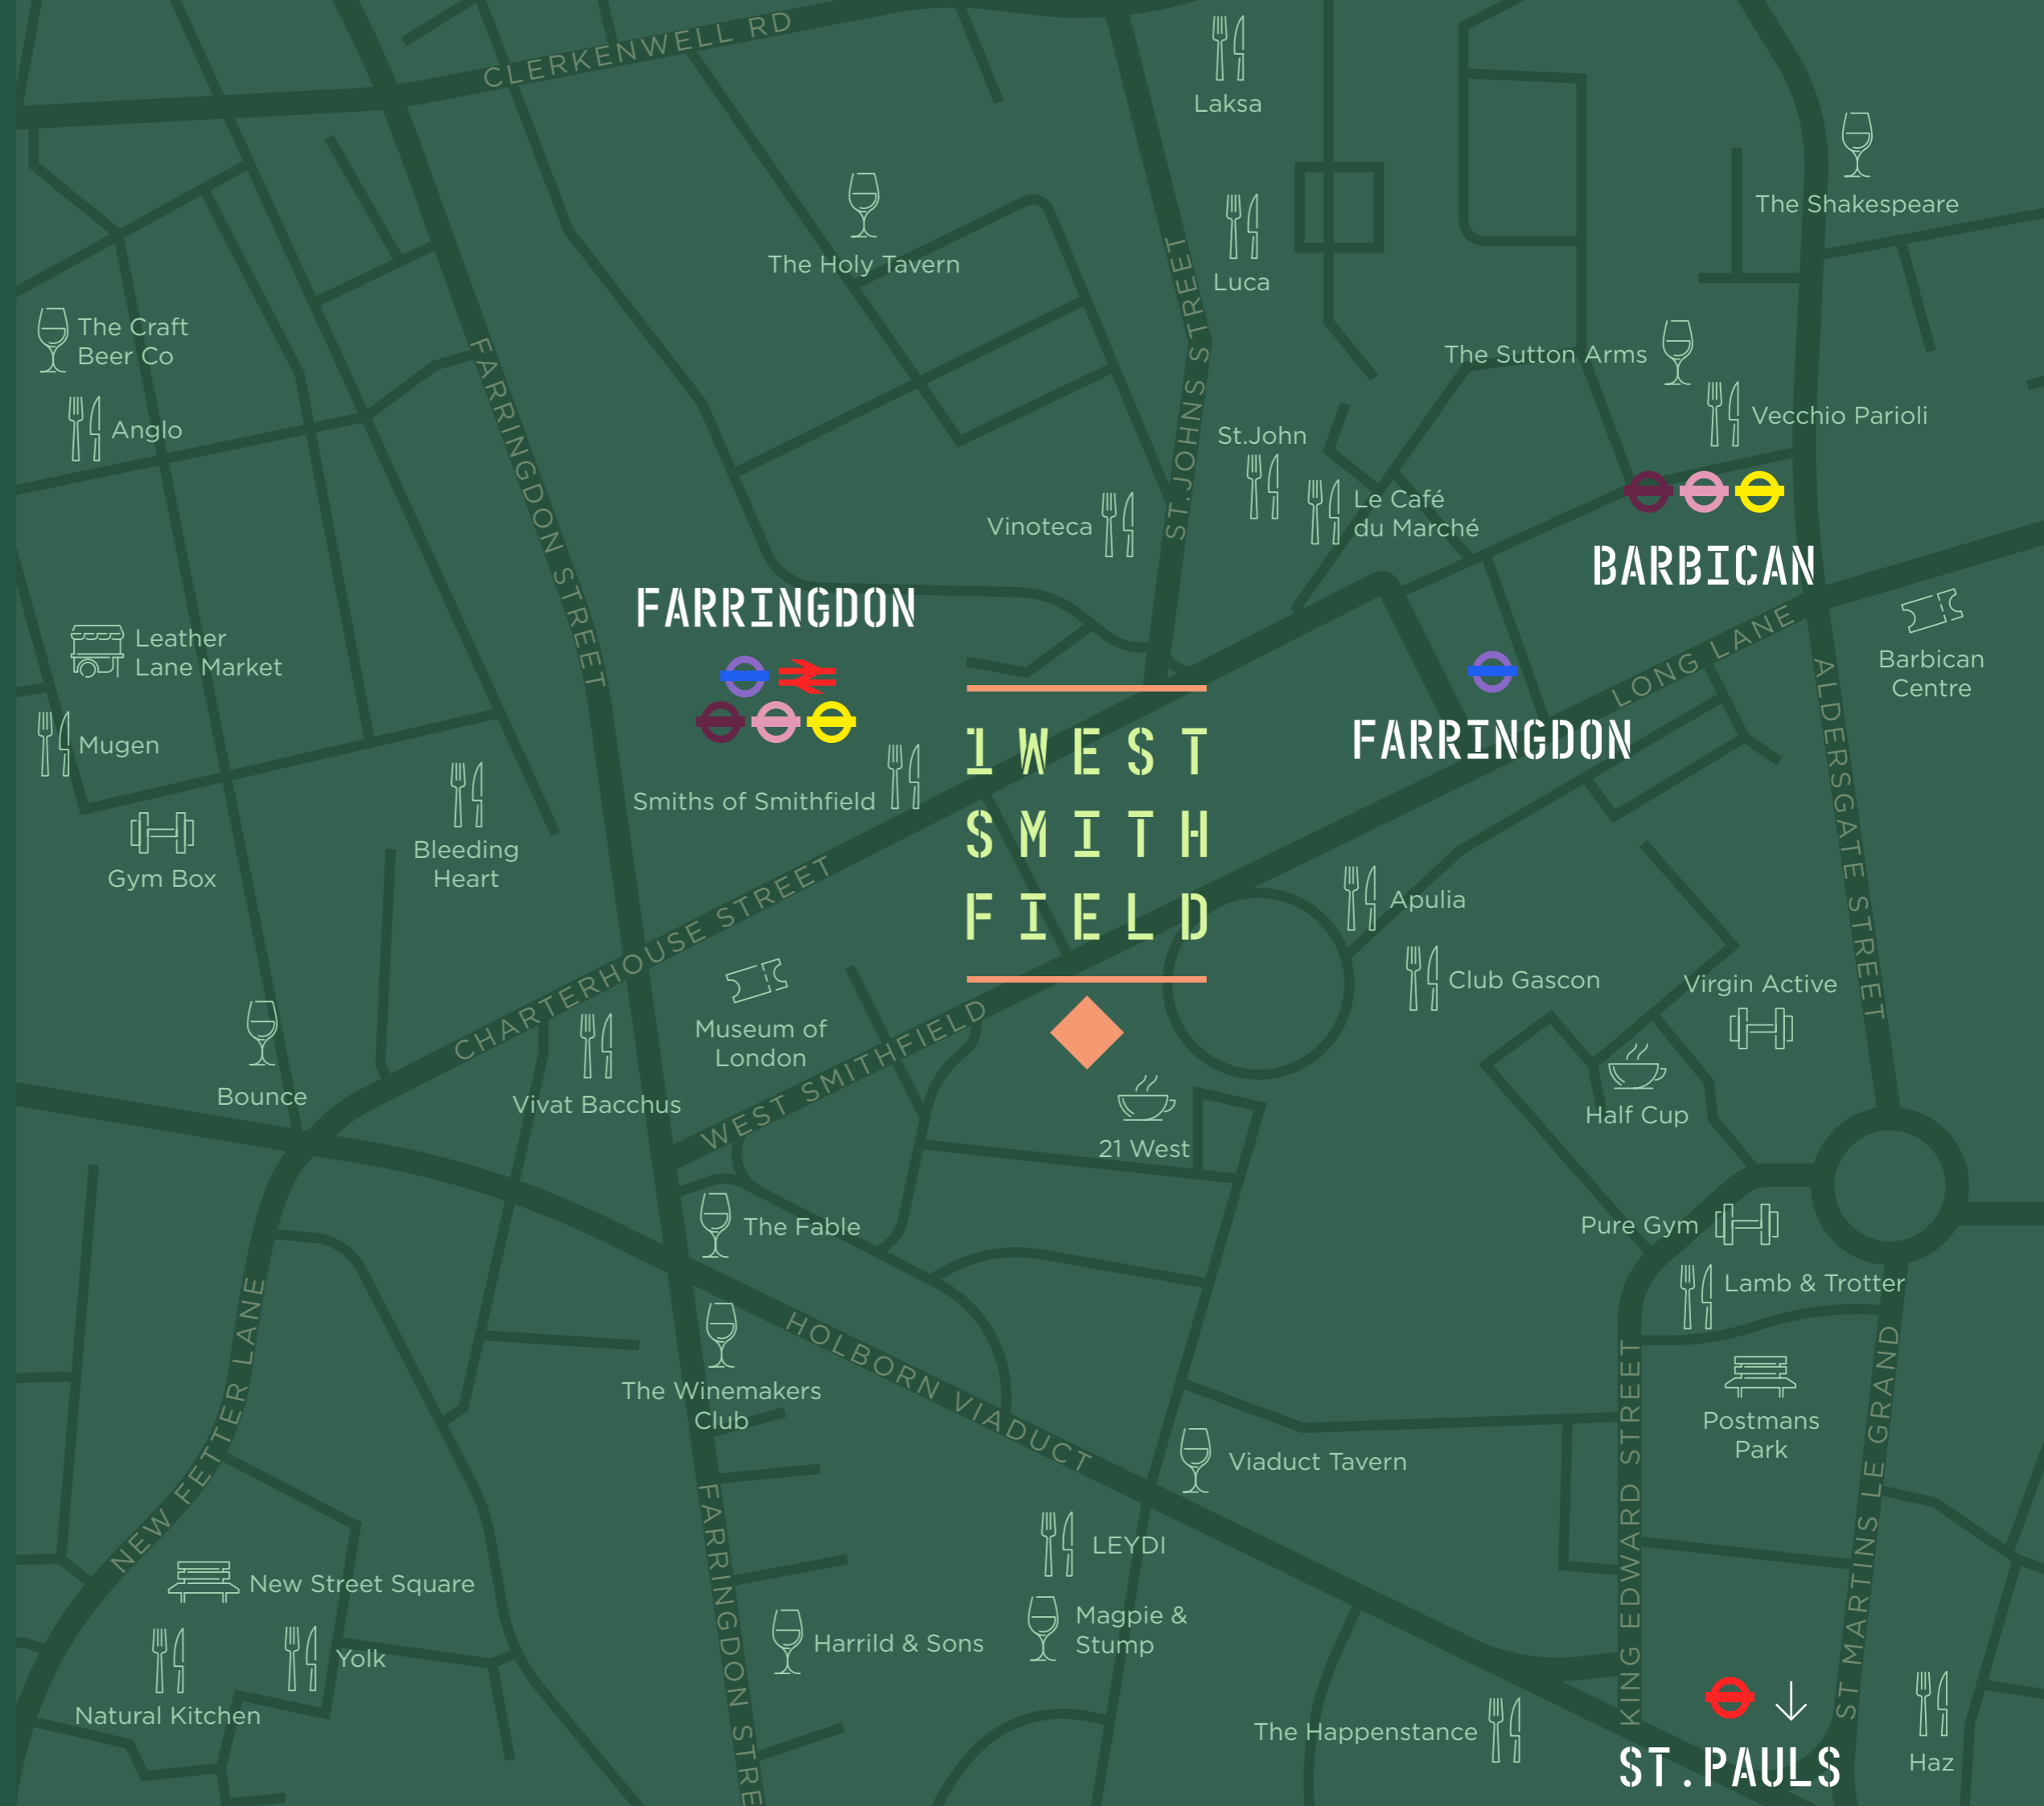 CLERKENWELL RD
Laksa
The Shakespeare
The Holy Tavern
Luca
ST.JOHNS STREET
The Craft
Beer Co
FARRINGDON STREET
The Sutton Arms
Vecchio Parioli
Anglo
St.John
Vinoteca
Le Café
du Marché
BARBICAN
FARRINGDON
Leather
Lane Market
LONG LANE
Barbican
Centre
ALDERSGATE STREET
FARRINGDON
Mugen
Smiths of Smithfield
1 WEST
SMITH
FIELD
Bleeding
Heart
Gym Box
CHARTERHOUSE STREET
Apulia
Club Gascon
Virgin Active
Museum of
London
WEST SMITHFIELD
Bounce
Vivat Bacchus
Half Cup
21 West
The Fable
Pure Gym
Lamb & Trotter
NEW FETTER LANE
HOLBORN VIADUCT
The Winemakers
Club
KING EDWARD STREET
ST MARTINS LE GRAND
Postmans
Park
Viaduct Tavern
FARRINGDON STRE
LEYDI
New Street Square
Magpie &
Stump
Harrild & Sons
Yolk
Natural Kitchen
The Happenstance
ST.PAULS
Haz